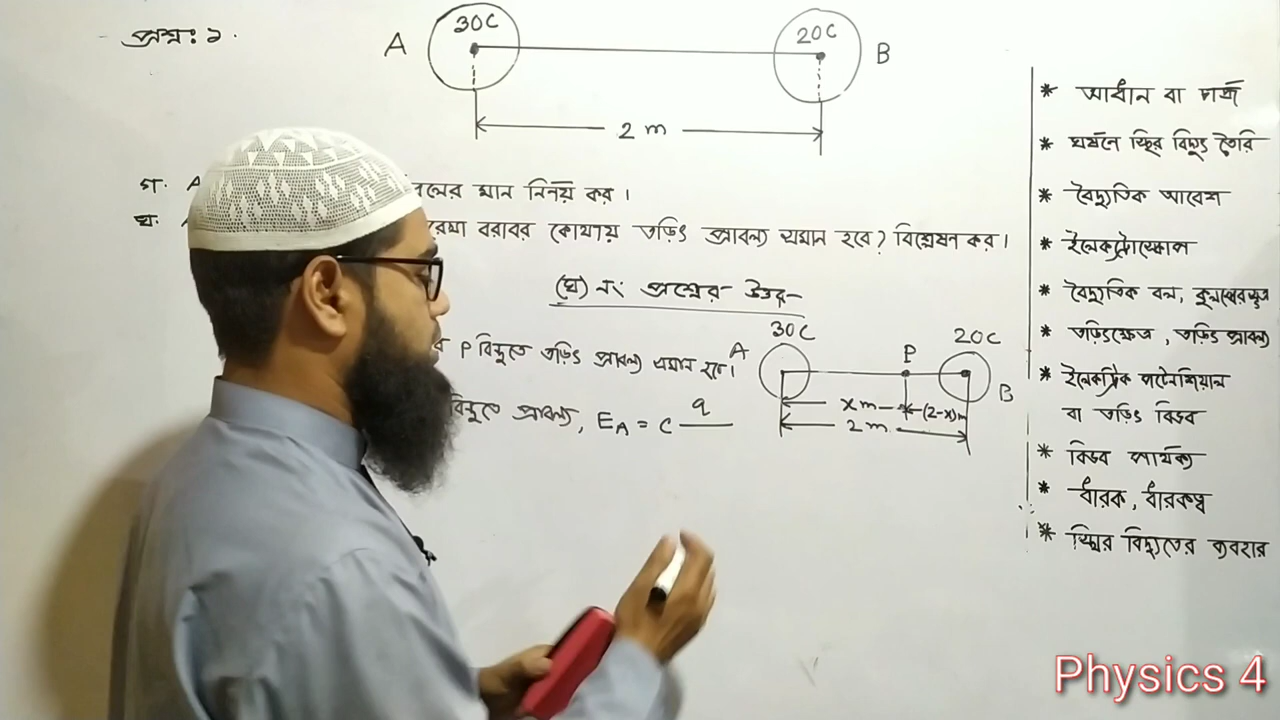 প্রশ্ন: ১.
A 30C 20C B
2 m
গ. A বলের মান নির্ণয় কর।
ঘ. রেখা বরাবর কোথায় তড়িৎ প্রাবল্য সমান হবে? বিশ্লেষন কর।
(ঘ) নং প্রশ্নের উত্তর
P বিন্দুতে তড়িৎ প্রাবল্য সমান হবে।
বিন্দুতে প্রাবল্য, E_A = C q
30C 20C
A P B
x m (2-x)m
2 m
* আধান বা চার্জ
* ঘর্ষনে স্থির বিদ্যুৎ তৈরি
* বৈদ্যুতিক আবেশ
* ইলেকট্রোস্কোপ
* বৈদ্যুতিক বল, কুলম্বের সূত্র
* তড়িৎক্ষেত্র, তড়িৎ প্রাবল্য
* ইলেকট্রিক পটেনশিয়াল
বা তড়িৎ বিভব
* বিভব পার্থক্য
* ধারক, ধারকত্ব
* স্থির বিদ্যুতের ব্যবহার
Physics 4